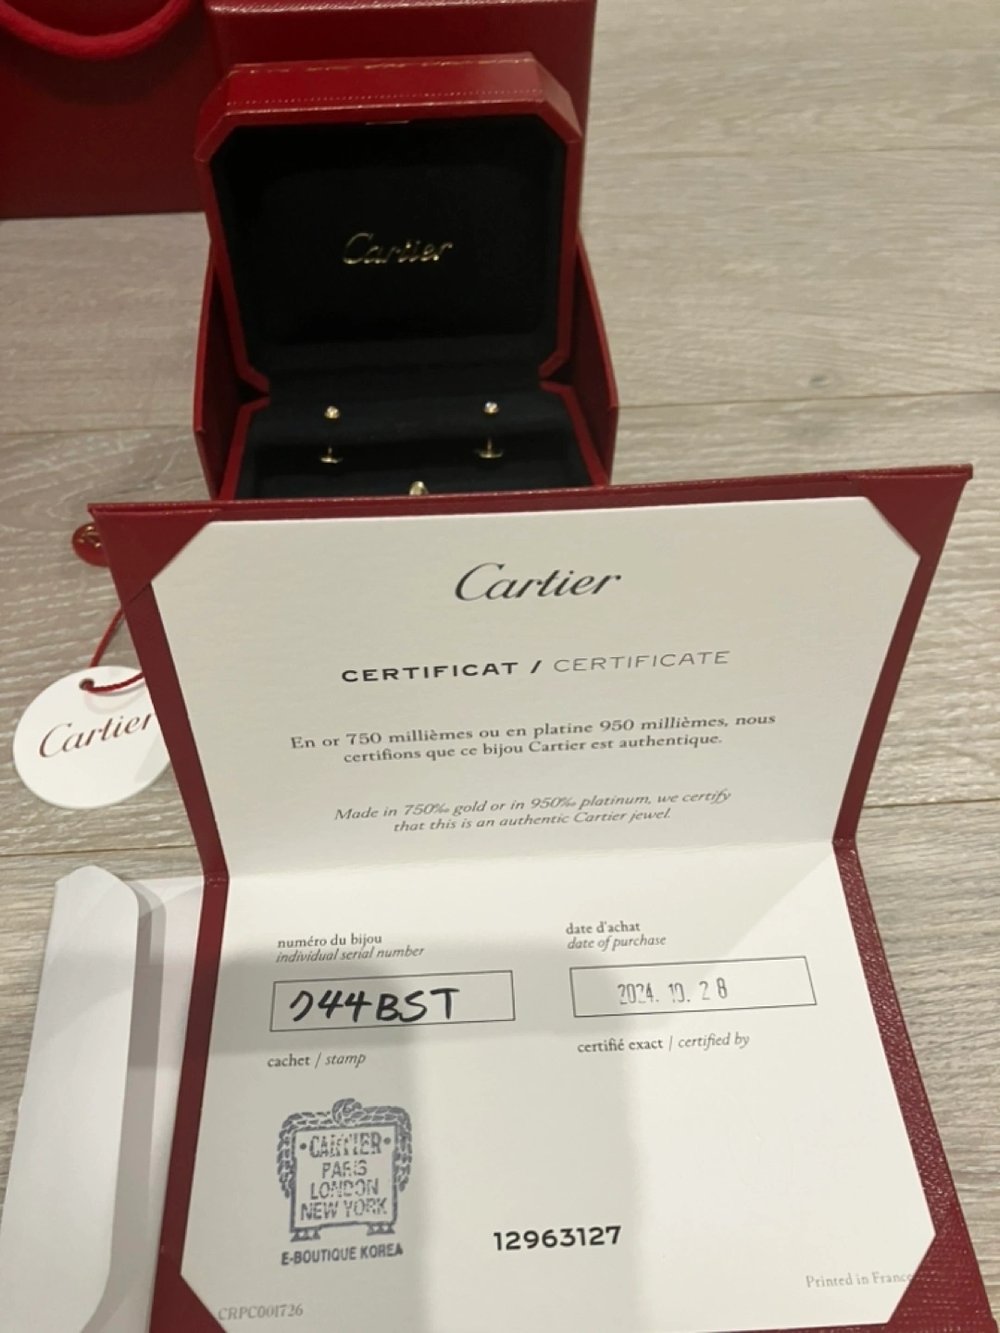 Cartier
Cartier
CERTIFICAT / CERTIFICATE
En or 750 millièmes ou en platine 950 millièmes, nous
certifions que ce bijou Cartier est authentique.
Made in 750‰ gold or in 950‰ platinum, we certify
that this is an authentic Cartier jewel.
Cartier
numéro du bijou
individual serial number
date d'achat
date of purchase
744BST
2024. 10. 28
cachet / stamp
certifié exact / certified by
CARTIER
PARIS
LONDON
NEW YORK
E-BOUTIQUE KOREA
12963127
Printed in France
CRPC001726